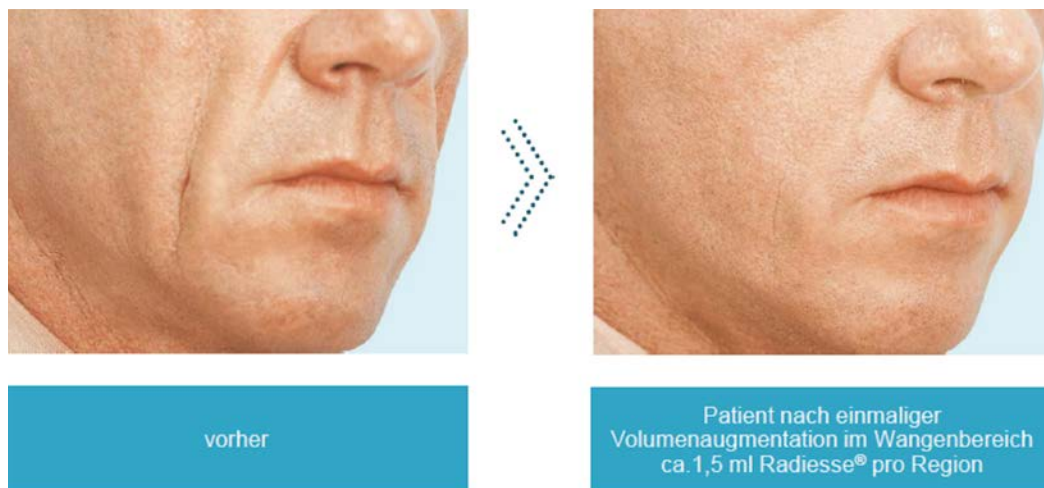 vorher
Patient nach einmaliger
Volumenaugmentation im Wangenbereich
ca.1,5 ml Radiesse® pro Region